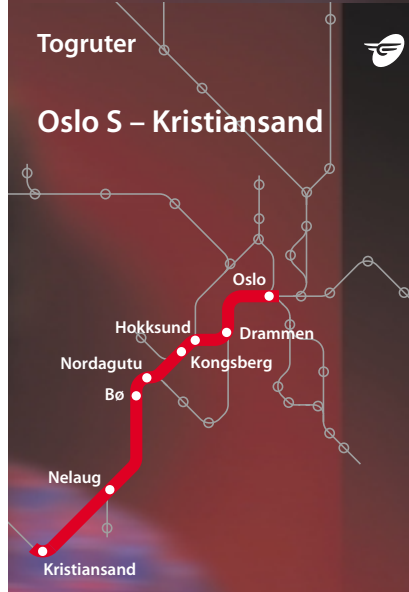 Togruter
Oslo S – Kristiansand
Oslo
Hokksund
Drammen
Nordagutu
Kongsberg
Bø
Nelaug
Kristiansand